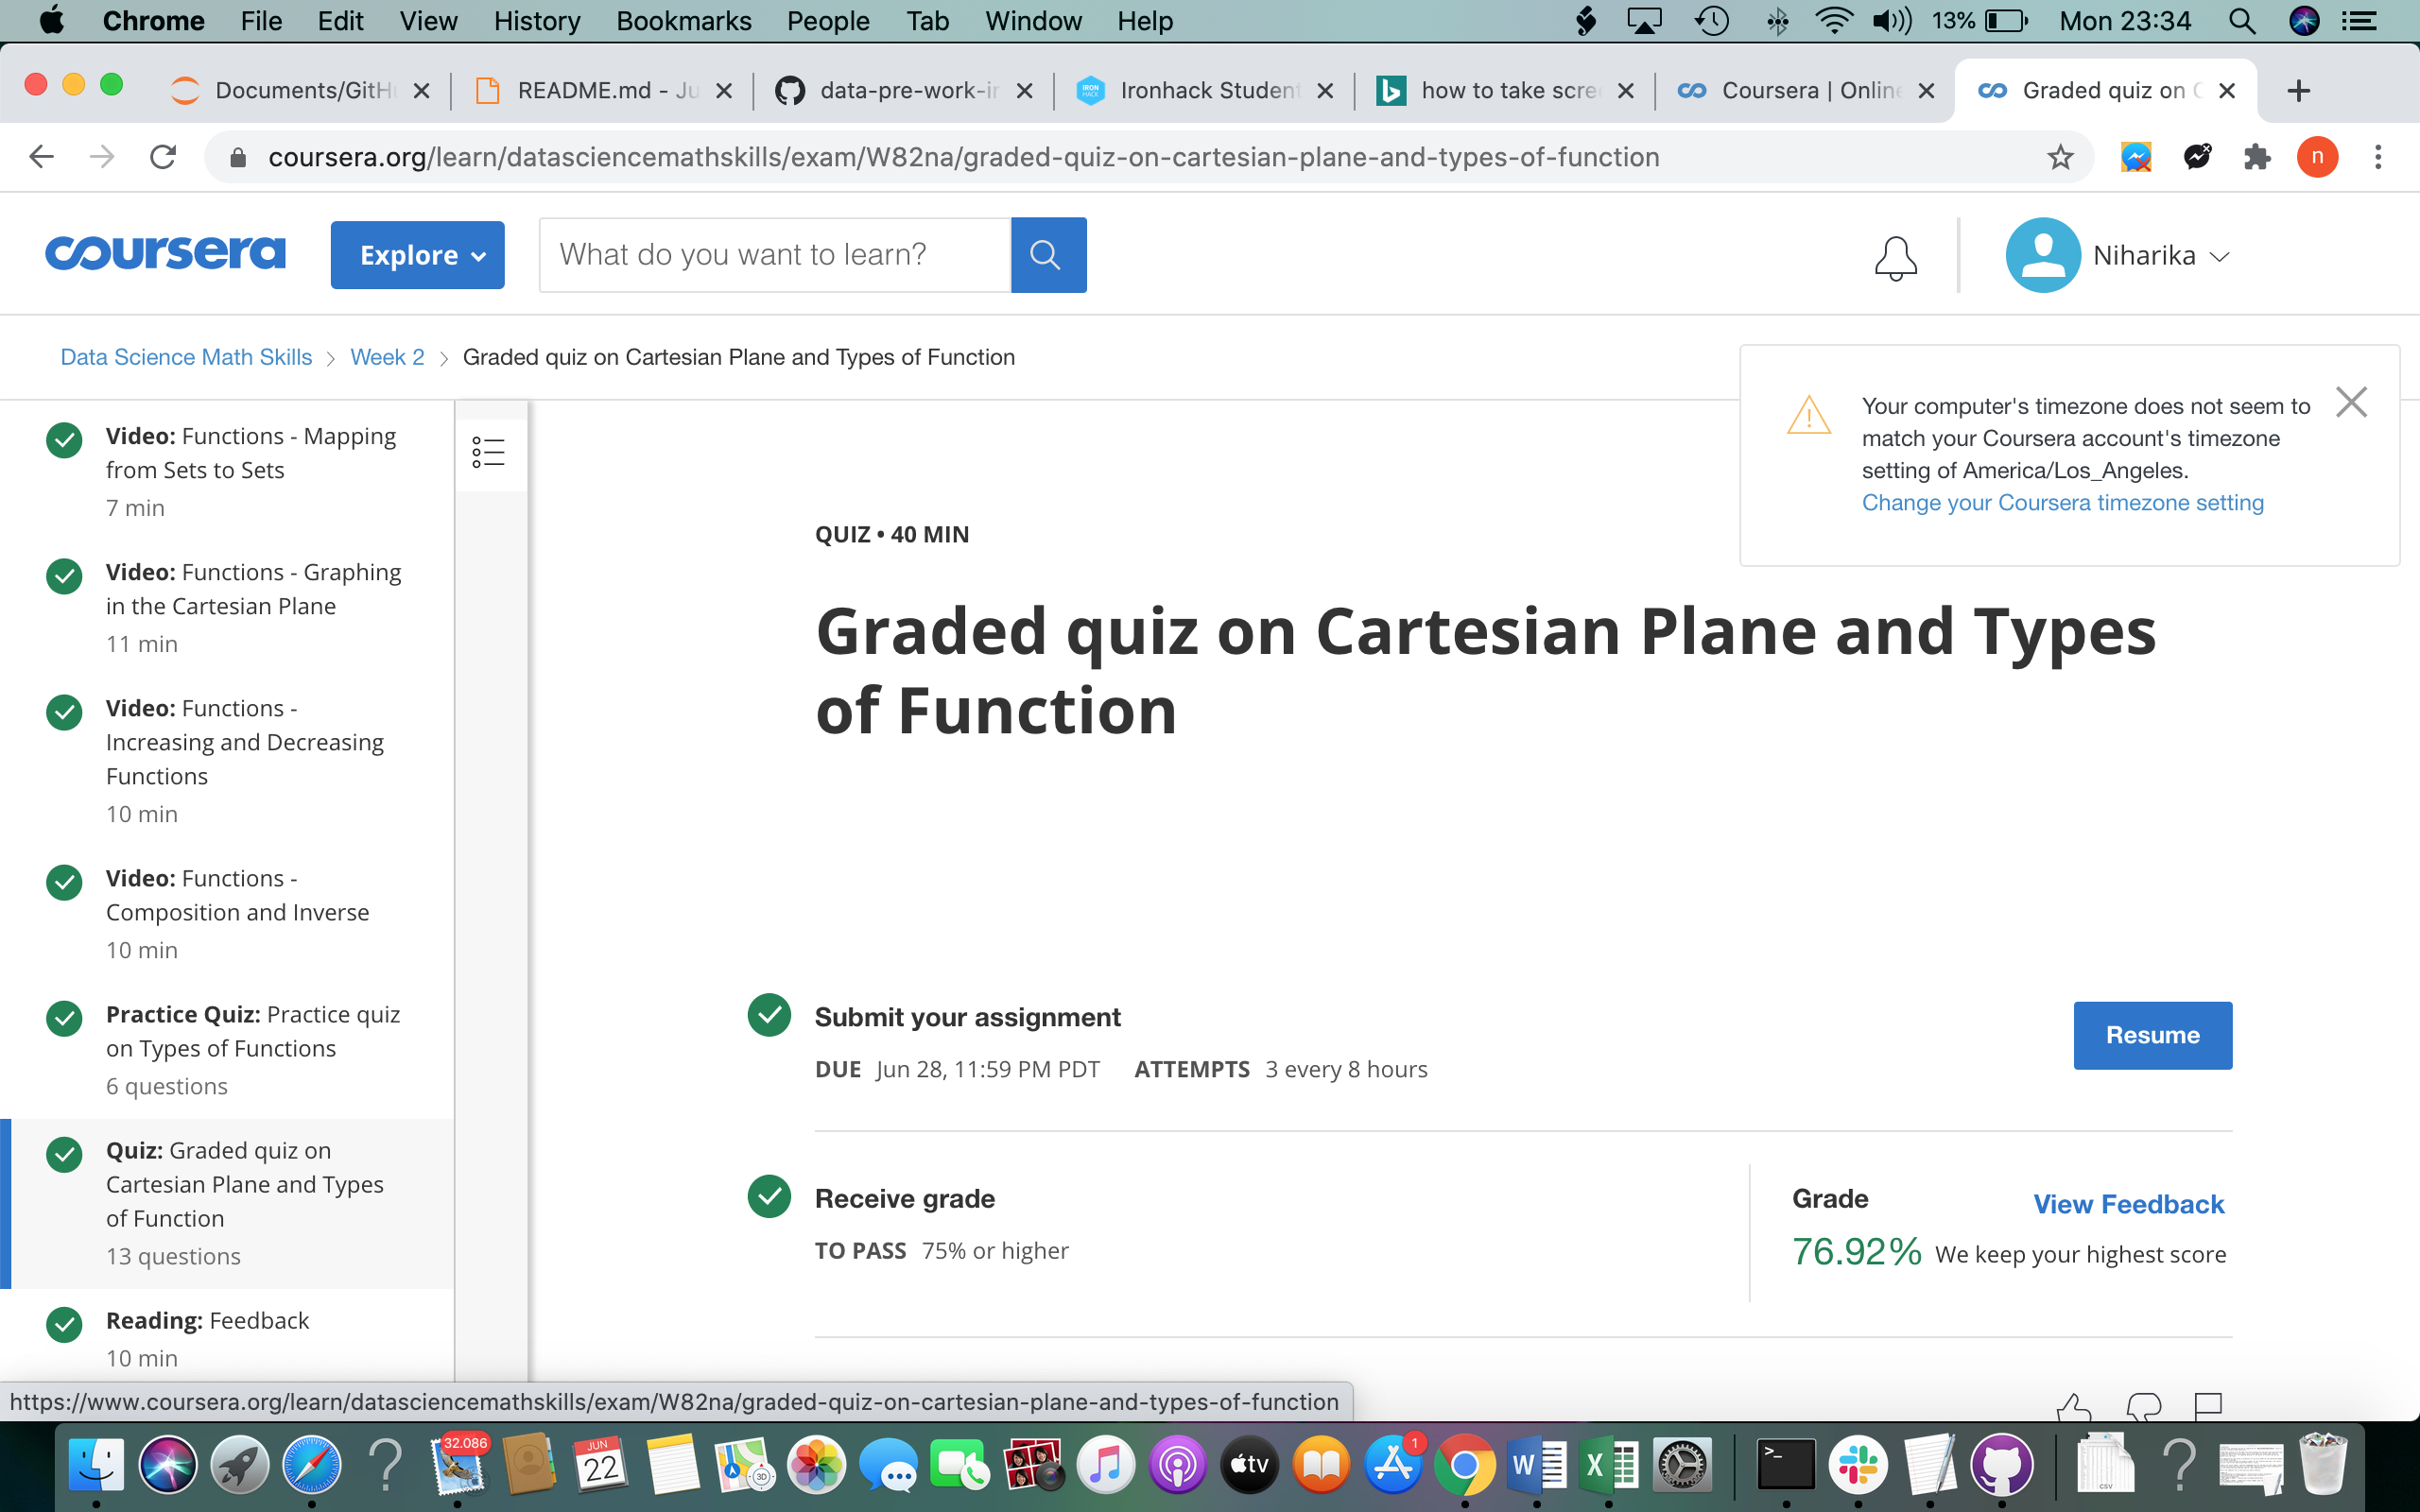 Chrome File Edit View History Bookmarks People Tab Window Help 13% Mon 23:34
Documents/GitH README.md - Ju data-pre-work-ir Ironhack Student how to take scre Coursera | Online Graded quiz on C
coursera.org/learn/datasciencemathskills/exam/W82na/graded-quiz-on-cartesian-plane-and-types-of-function n
coursera Explore What do you want to learn? Niharika
Data Science Math Skills Week 2 Graded quiz on Cartesian Plane and Types of Function
Your computer's timezone does not seem to
match your Coursera account's timezone
setting of America/Los_Angeles.
Change your Coursera timezone setting
Video: Functions - Mapping
from Sets to Sets
7 min
Video: Functions - Graphing
in the Cartesian Plane
11 min
Video: Functions -
Increasing and Decreasing
Functions
10 min
Video: Functions -
Composition and Inverse
10 min
Practice Quiz: Practice quiz
on Types of Functions
6 questions
Quiz: Graded quiz on
Cartesian Plane and Types
of Function
13 questions
Reading: Feedback
10 min
QUIZ • 40 MIN
Graded quiz on Cartesian Plane and Types
of Function
Submit your assignment
DUE Jun 28, 11:59 PM PDT ATTEMPTS 3 every 8 hours
Resume
Receive grade
TO PASS 75% or higher
Grade View Feedback
76.92% We keep your highest score
https://www.coursera.org/learn/datasciencemathskills/exam/W82na/graded-quiz-on-cartesian-plane-and-types-of-function
32.086 JUN 22 3D tv 1 W X >_ CSV